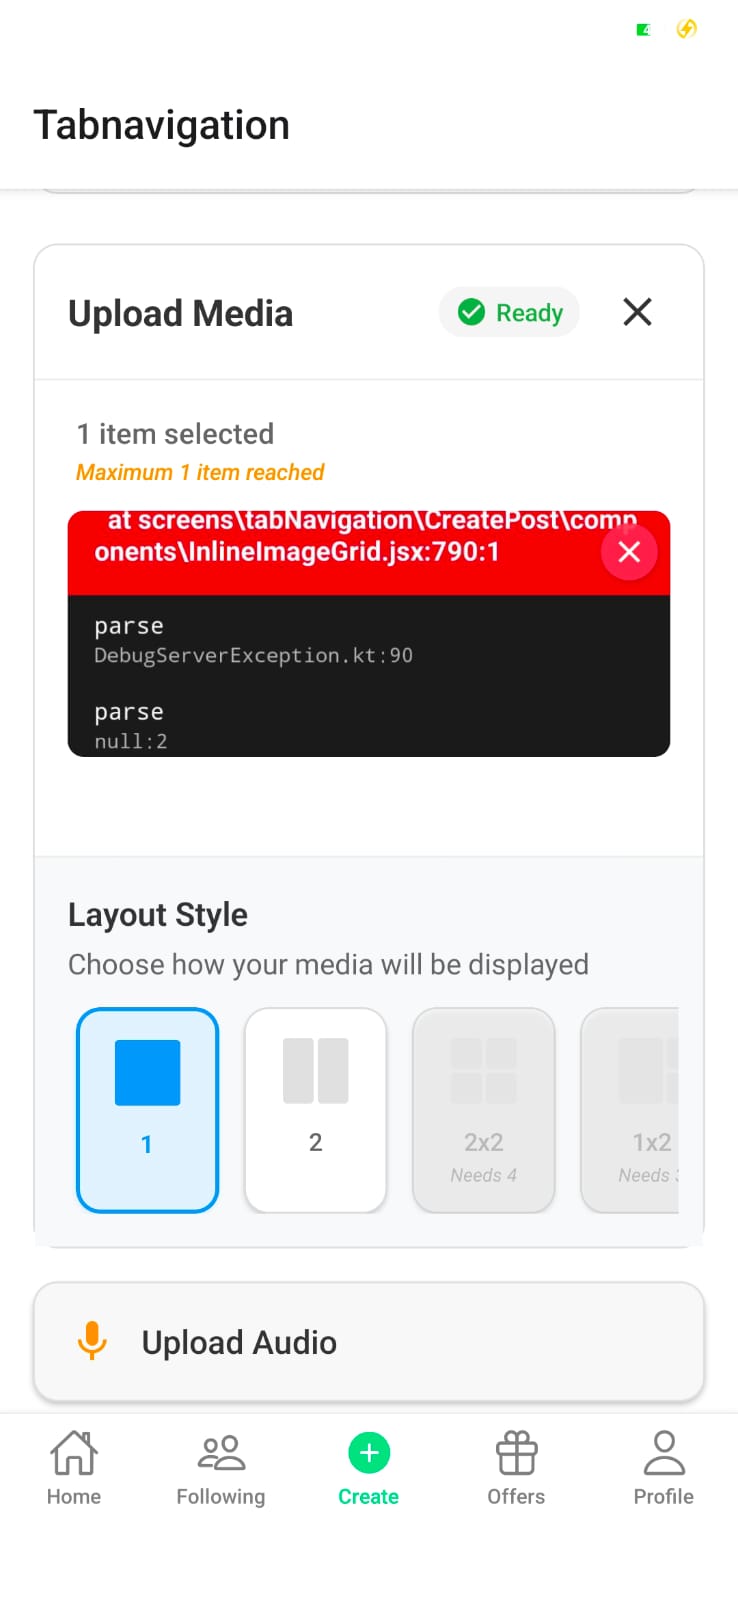 Tabnavigation
Upload Media
Ready
1 item selected
Maximum 1 item reached
at screens\tabNavigation\CreatePost\comp
onents\InlineImageGrid.jsx:790:1
parse
DebugServerException.kt:90
parse
null:2
Layout Style
Choose how your media will be displayed
1
2
2x2
1x2
Needs 4
Needs
Upload Audio
Home
Following
Create
Offers
Profile